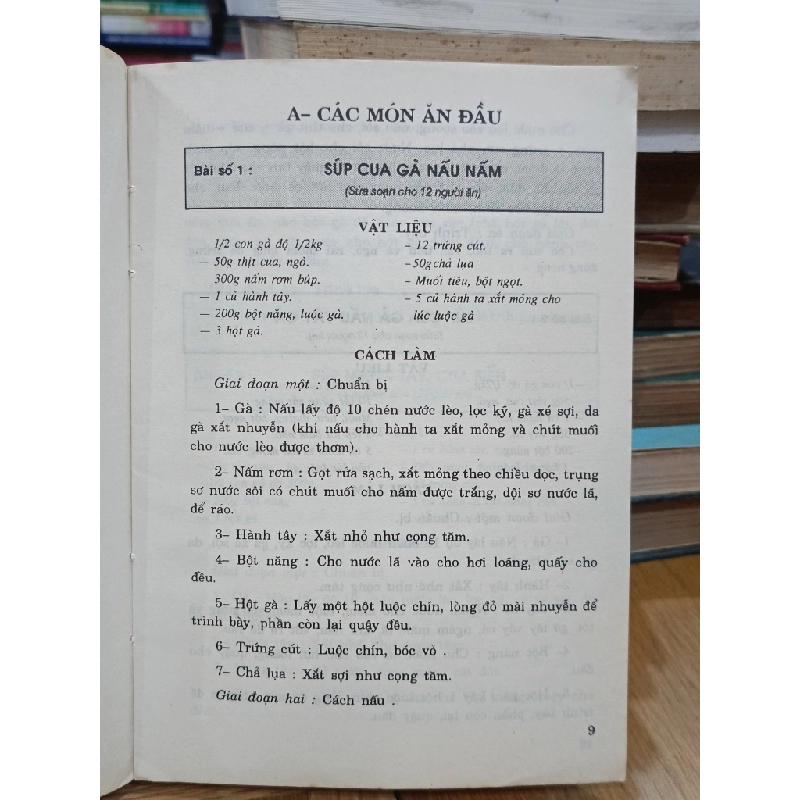 A– CÁC MÓN ĂN ĐẦU
Bài số 1 : SÚP CUA GÀ NẤU NẤM
(Sửa soạn cho 12 người ăn)
VẬT LIỆU
1/2 con gà độ 1/2kg
– 50g thịt cua, ngò.
300g nấm rơm búp.
– 1 củ hành tây.
– 200g bột năng, luộc gà.
– 3 hột gà.
– 12 trứng cút.
– 50g chả lụa
– Muối tiêu, bột ngọt.
– 5 củ hành ta xắt mỏng cho
lúc luộc gà
CÁCH LÀM
Giai đoạn một : Chuẩn bị
1– Gà : Nấu lấy độ 10 chén nước lèo, lọc kỹ, gà xé sợi, da
gà xắt nhuyễn (khi nấu cho hành ta xắt mỏng và chút muối
cho nước lèo được thơm).
2– Nấm rơm : Gọt rửa sạch, xắt mỏng theo chiều dọc, trụng
sơ nước sôi có chút muối cho nấm được trắng, dội sơ nước lã,
để ráo.
3– Hành tây : Xắt nhỏ như cọng tăm.
4– Bột năng : Cho nước lã vào cho hơi loáng, quấy cho
đều.
5– Hột gà : Lấy một hột luộc chín, lòng đỏ mài nhuyễn để
trình bày, phần còn lại quậy đều.
6– Trứng cút : Luộc chín, bóc vỏ .
7– Chả lụa : Xắt sợi như cọng tăm.
Giai đoạn hai : Cách nấu .
9